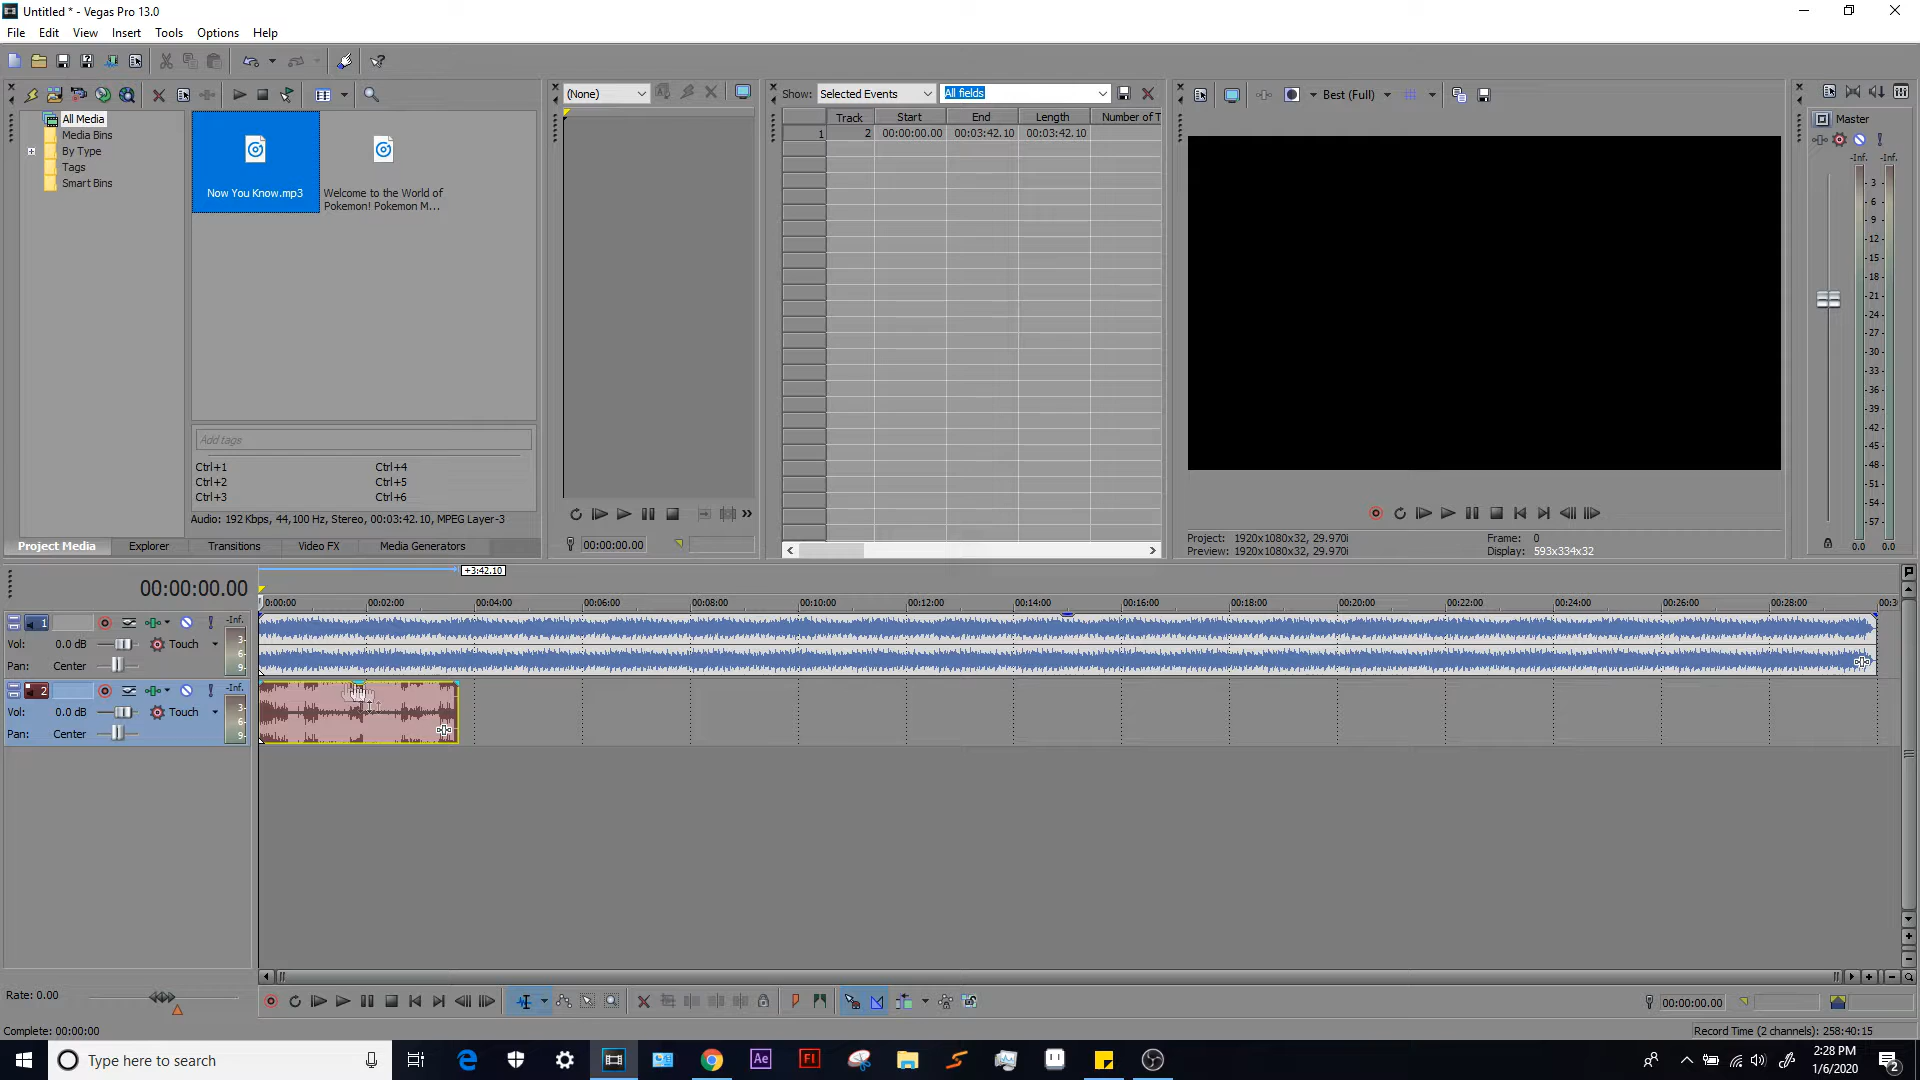 Untitled * - Vegas Pro 13.0
File Edit View Insert Tools Options Help
(None)
Show: Selected Events All fields
Best (Full)
Master
All Media
Media Bins
By Type
Tags
Smart Bins
Now You Know.mp3
Welcome to the World of
Pokemon! Pokemon M...
Track Start End Length Number of T
1 2 00:00:00.00 00:03:42.10 00:03:42.10
-Inf. -Inf.
3
6
9
12
15
18
21
24
27
30
33
36
39
42
45
48
51
54
57
0.0 0.0
Add tags
Ctrl+1 Ctrl+4
Ctrl+2 Ctrl+5
Ctrl+3 Ctrl+6
Audio: 192 Kbps, 44,100 Hz, Stereo, 00:03:42.10, MPEG Layer-3
Project Media Explorer Transitions Video FX Media Generators
00:00:00.00
Project: 1920x1080x32, 29.970i Frame: 0
Preview: 1920x1080x32, 29.970i Display: 593x334x32
+3:42.10
00:00:00.00
0:00:00 00:02:00 00:04:00 00:06:00 00:08:00 00:10:00 00:12:00 00:14:00 00:16:00 00:18:00 00:20:00 00:22:00 00:24:00 00:26:00 00:28:00 00:30
1 -Inf.
Vol: 0.0 dB Touch
Pan: Center
3
6
9
2 -Inf.
Vol: 0.0 dB Touch
Pan: Center
3
6
9
Rate: 0.00
00:00:00.00
Complete: 00:00:00
Record Time (2 channels): 258:40:15
Type here to search
Ae
Fl
2:28 PM
1/6/2020
2